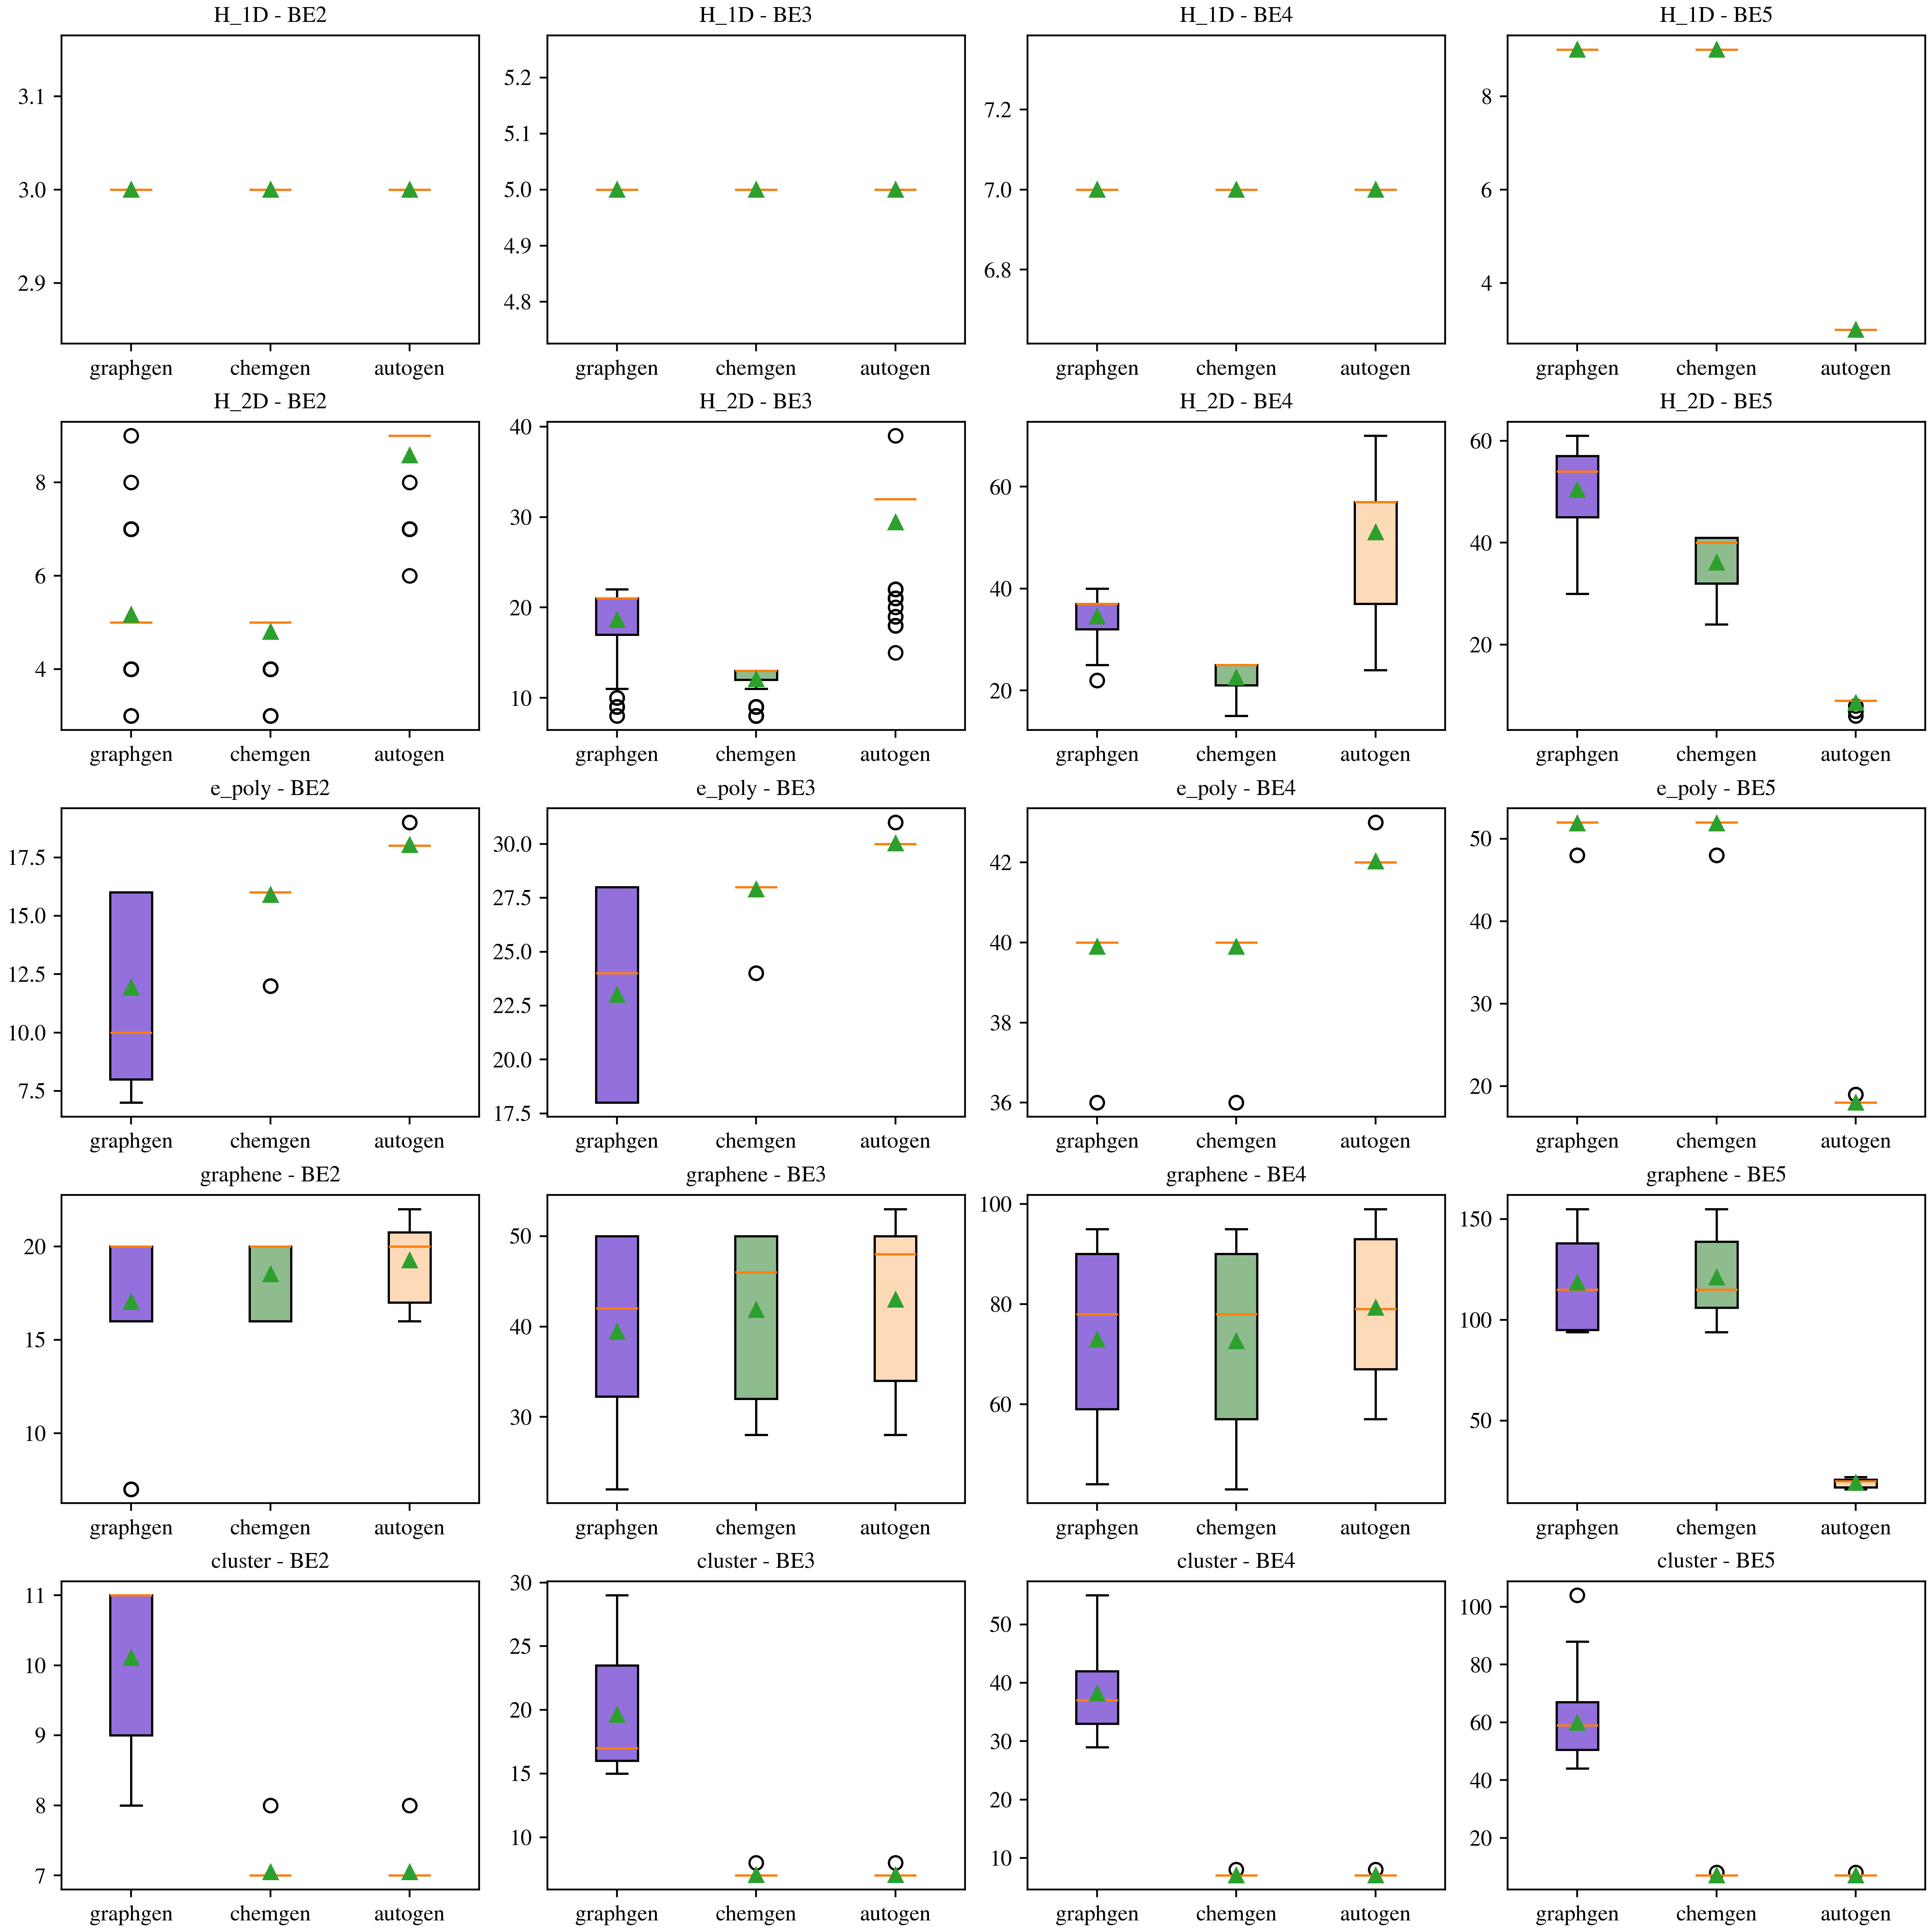 H_1D - BE2
H_1D - BE3
H_1D - BE4
H_1D - BE5
3.1
3.0
2.9
5.2
5.1
5.0
4.9
4.8
7.2
7.0
6.8
8
6
4
graphgen chemgen autogen
graphgen chemgen autogen
graphgen chemgen autogen
graphgen chemgen autogen
H_2D - BE2
H_2D - BE3
H_2D - BE4
H_2D - BE5
8
6
4
40
30
20
10
60
40
20
60
40
20
graphgen chemgen autogen
graphgen chemgen autogen
graphgen chemgen autogen
graphgen chemgen autogen
e_poly - BE2
e_poly - BE3
e_poly - BE4
e_poly - BE5
17.5
15.0
12.5
10.0
7.5
30.0
27.5
25.0
22.5
20.0
17.5
42
40
38
36
50
40
30
20
graphgen chemgen autogen
graphgen chemgen autogen
graphgen chemgen autogen
graphgen chemgen autogen
graphene - BE2
graphene - BE3
graphene - BE4
graphene - BE5
20
15
10
50
40
30
100
80
60
150
100
50
graphgen chemgen autogen
graphgen chemgen autogen
graphgen chemgen autogen
graphgen chemgen autogen
cluster - BE2
cluster - BE3
cluster - BE4
cluster - BE5
11
10
9
8
7
30
25
20
15
10
50
40
30
20
10
100
80
60
40
20
graphgen chemgen autogen
graphgen chemgen autogen
graphgen chemgen autogen
graphgen chemgen autogen